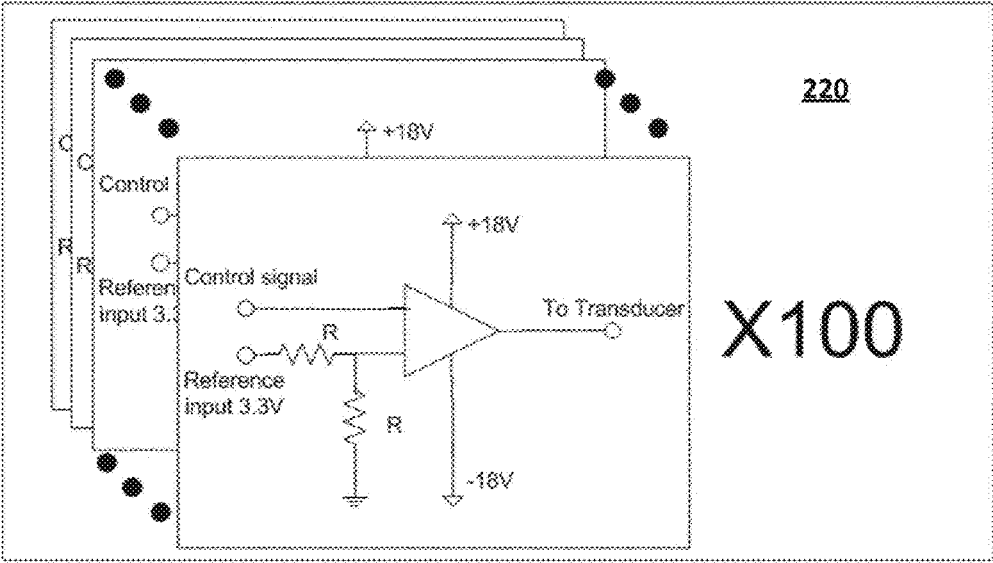 220
C
C
+18V
Control
R
R
Referen
input 3.3
+18V
Control signal
To Transducer
X100
R
Reference
input 3.3V
R
-18V